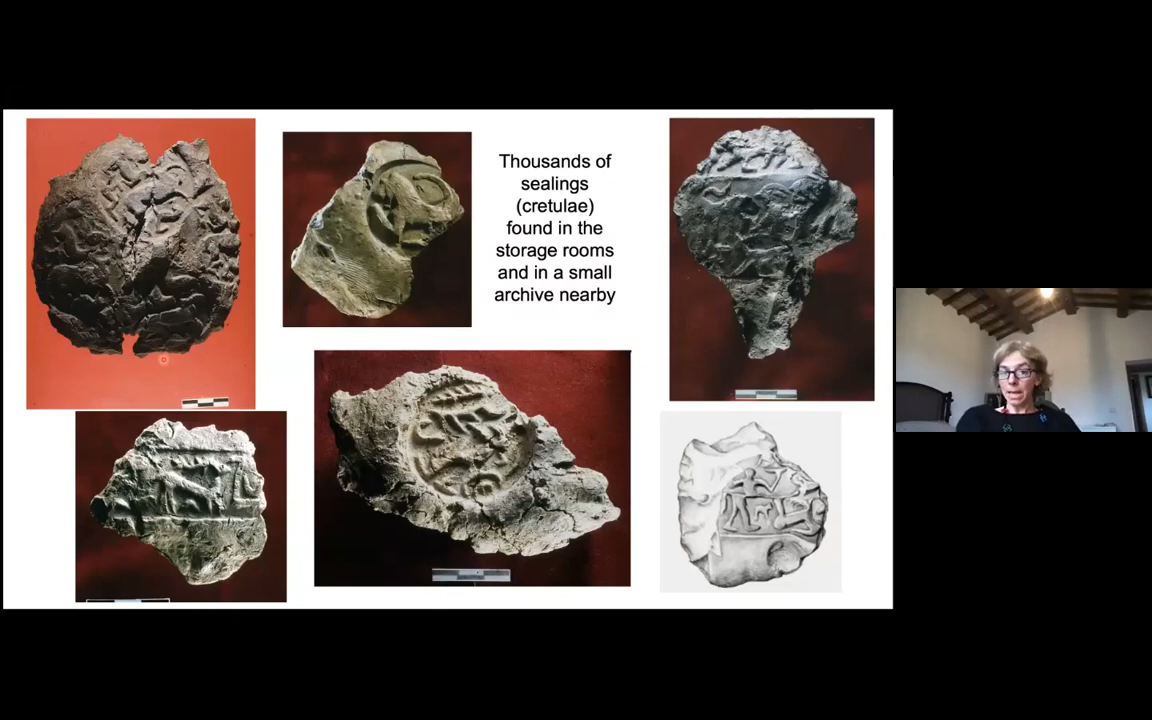 Thousands of
sealings
(cretulae)
found in the
storage rooms
and in a small
archive nearby